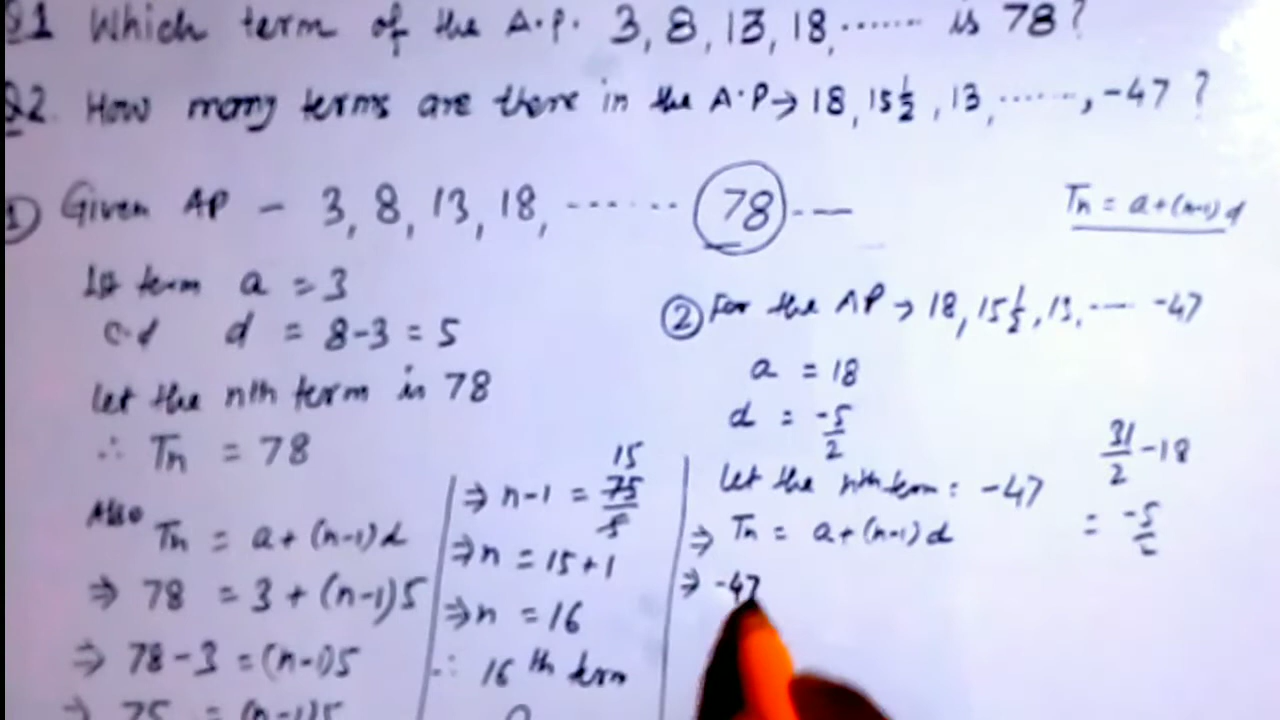 Q1 Which term of the A.P. 3, 8, 13, 18, ........ is 78?
Q2. How many terms are there in the A.P → 18, 15½, 13, ......, -47 ?
1) Given AP - 3, 8, 13, 18, ...... 78 ----
Tn = a+(n-1)d
1st term a = 3
c.d d = 8-3 = 5
let the nth term is 78
∴ Tn = 78
Also
Tn = a+(n-1)d
⇒ 78 = 3+(n-1)5
⇒ 78-3 = (n-1)5
⇒ 75 = (n-1)5
⇒ n-1 = 75/5 15
⇒ n = 15+1
⇒ n = 16
∴ 16th term
② For the AP → 18, 15½, 13, .... -47
a = 18
d = -5/2
31/2 - 18
= -5/2
let the nth term = -47
⇒ Tn = a+(n-1)d
⇒ -47